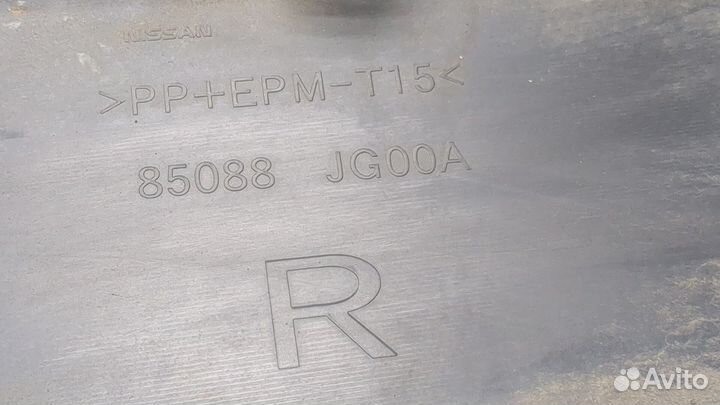 NISSAN
>PP+EPM-T15<
85088 JG00A
R
Avito